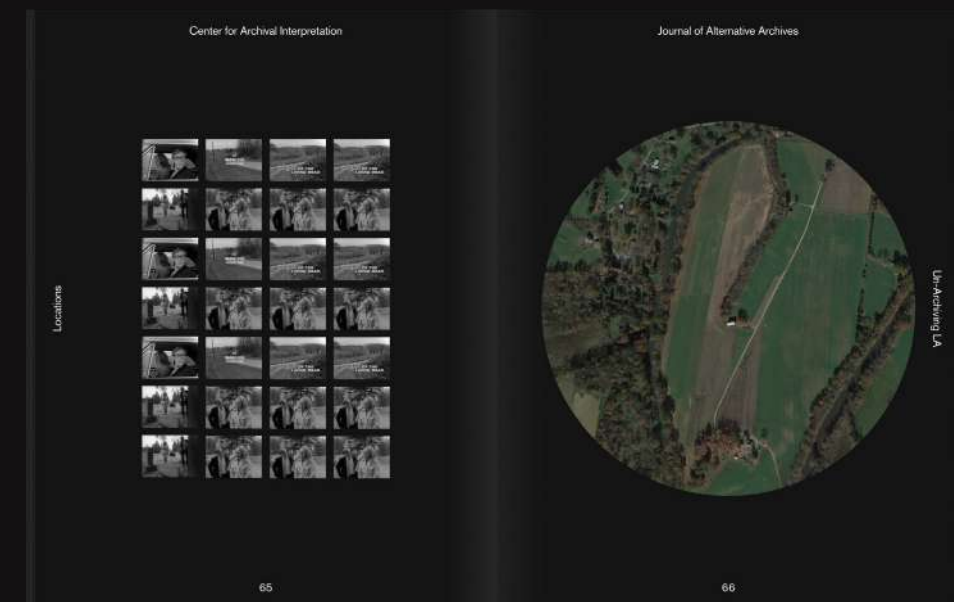 Center for Archival Interpretation
Locations
65
Journal of Alternative Archives
Un-Archiving LA
66